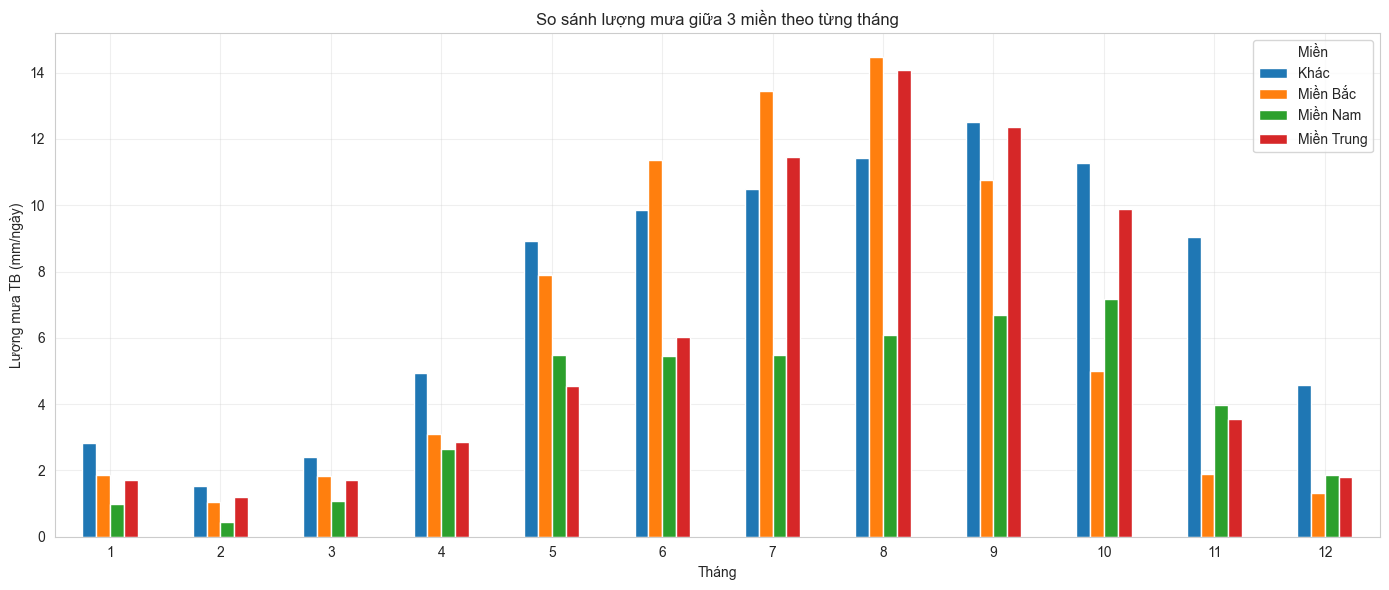 So sánh lượng mưa giữa 3 miền theo từng tháng
Lượng mưa TB (mm/ngày)
14
12
10
8
6
4
2
0
Miền
Khác
Miền Bắc
Miền Nam
Miền Trung
1 2 3 4 5 6 7 8 9 10 11 12
Tháng